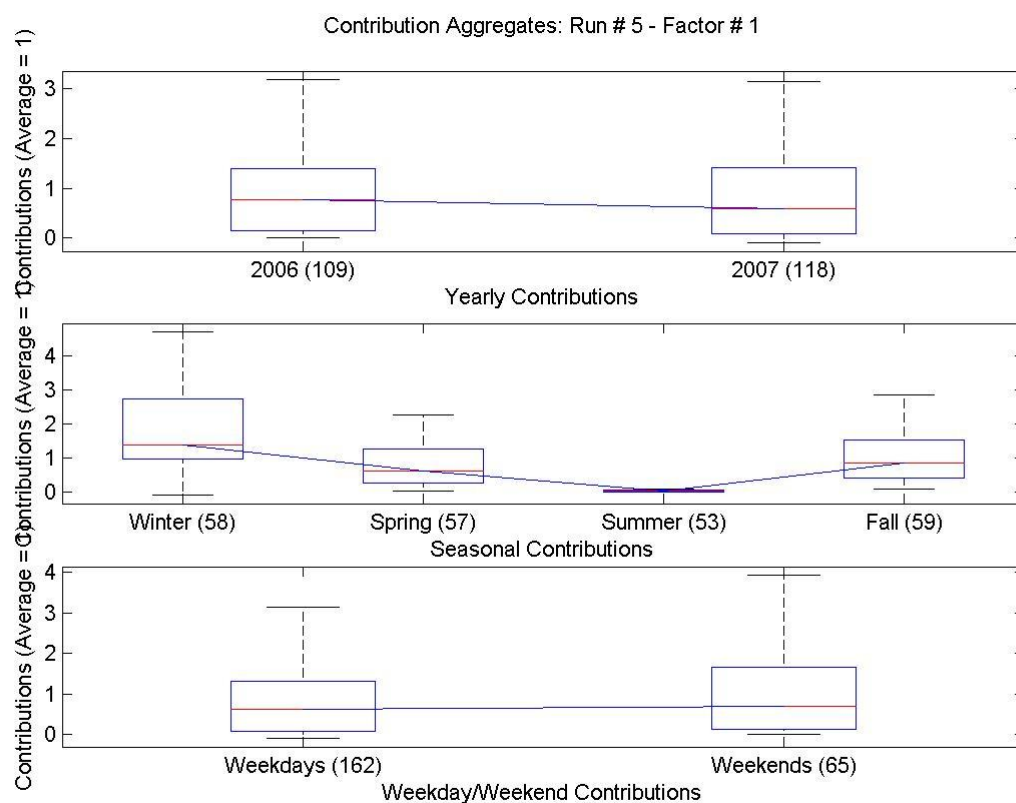 Contribution Aggregates: Run # 5 - Factor # 1
Contributions (Average = 1)
3
2
1
0
2006 (109) 2007 (118)
Yearly Contributions
Contributions (Average = 1)
4
3
2
1
0
Winter (58) Spring (57) Summer (53) Fall (59)
Seasonal Contributions
Contributions (Average = 1)
4
3
2
1
0
Weekdays (162) Weekends (65)
Weekday/Weekend Contributions